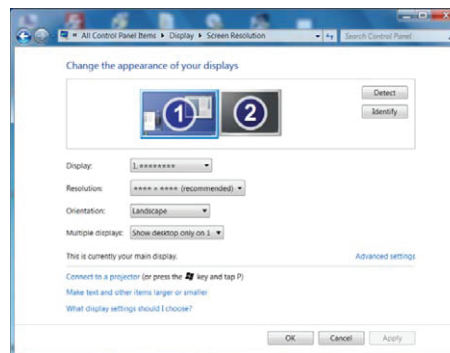 « All Control Panel Items ▸ Display ▸ Screen Resolution
Search Control Panel
Change the appearance of your displays
1 2
Detect
Identify
Display: 1. ********
Resolution: **** × **** (recommended)
Orientation: Landscape
Multiple displays: Show desktop only on 1
This is currently your main display.
Advanced settings
Connect to a projector (or press the key and tap P)
Make text and other items larger or smaller
What display settings should I choose?
OK Cancel Apply